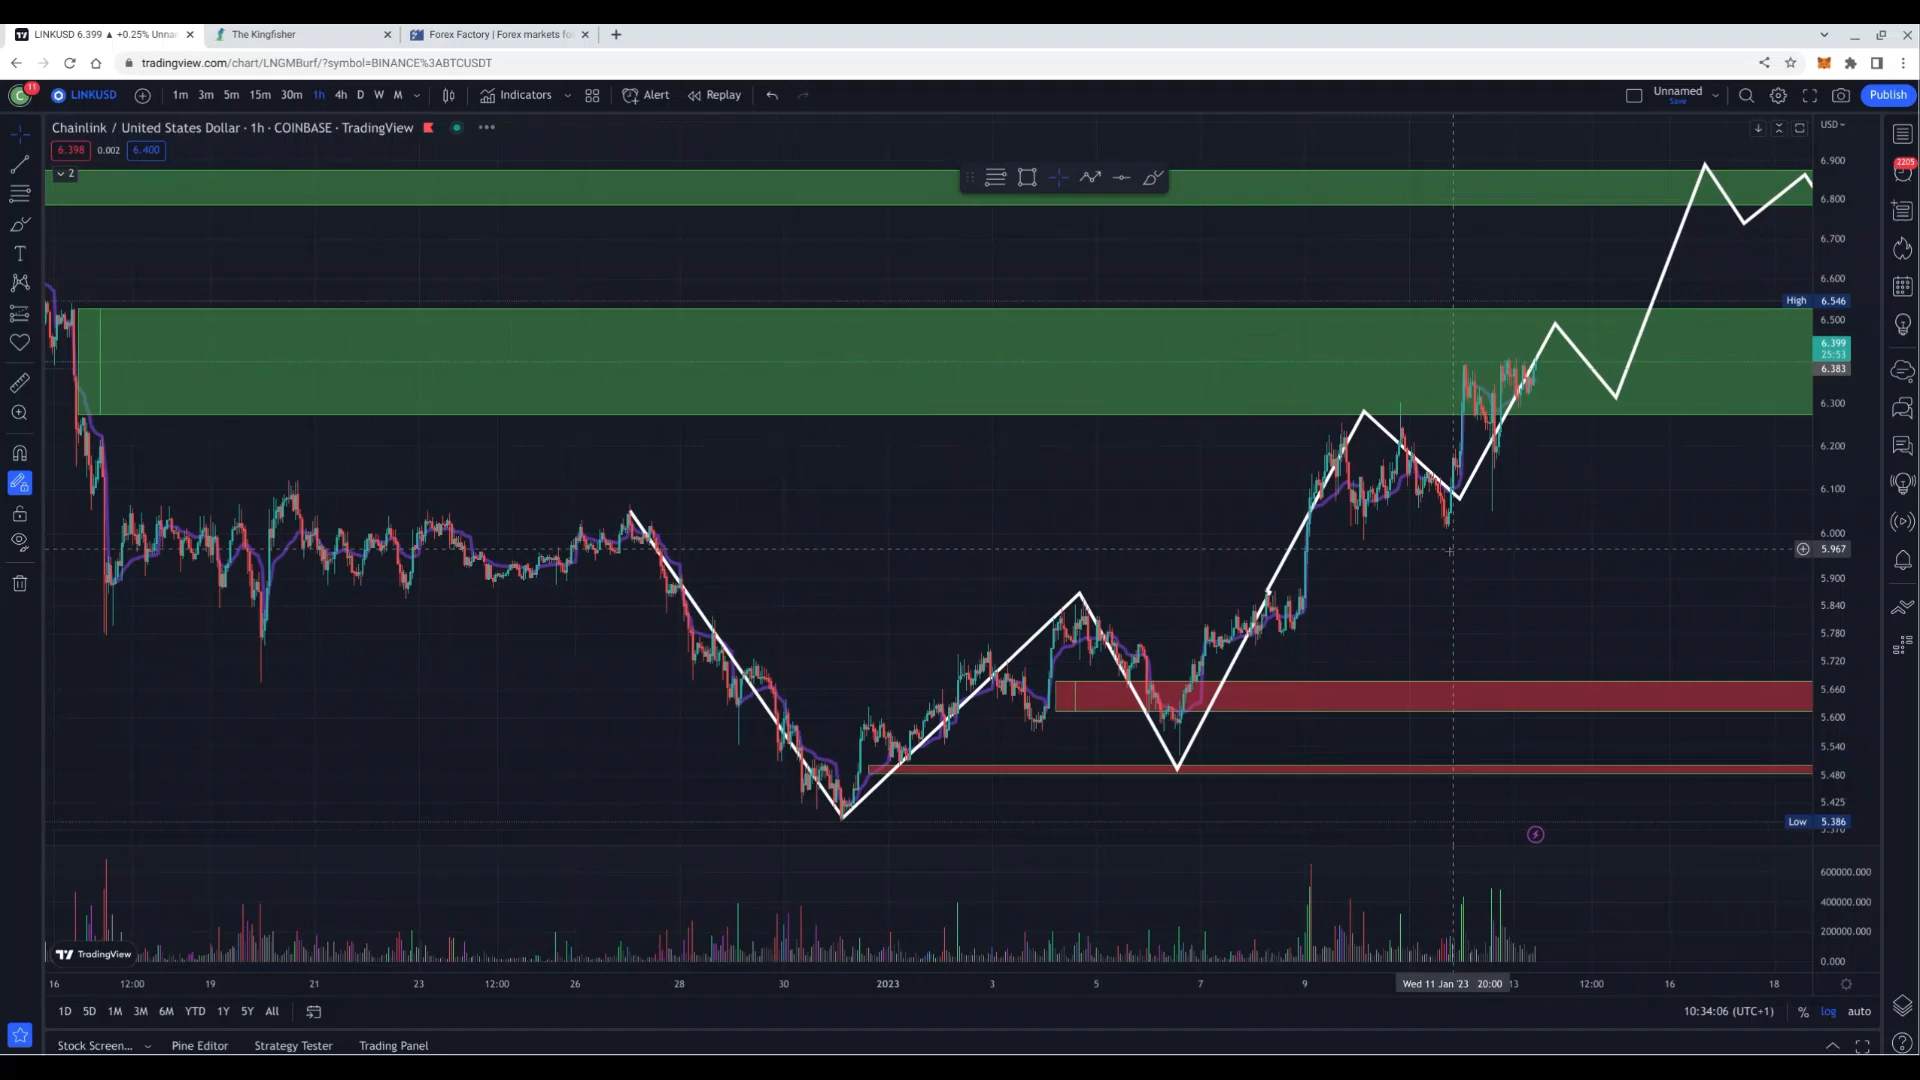 LINKUSD 6.399 ▲ +0.25% Unna
The Kingfisher
Forex Factory | Forex markets fo
tradingview.com/chart/LNGMBurf/?symbol=BINANCE%3ABTCUSDT
11
LINKUSD
1m 3m 5m 15m 30m 1h 4h D W M
Indicators
Alert
Replay
Unnamed
Save
Publish
Chainlink / United States Dollar · 1h · COINBASE · TradingView
6.398 0.002 6.400
2
USD
2205
6.900
6.800
6.700
6.600
High 6.546
6.500
6.399
25:53
6.383
6.300
6.200
6.100
6.000
5.967
5.900
5.840
5.780
5.720
5.660
5.600
5.540
5.480
5.425
Low 5.386
5.370
600000.000
400000.000
200000.000
0.000
TradingView
16 12:00 19 21 23 12:00 26 28 30 2023 3 5 7 9 Wed 11 Jan '23 20:00 13 12:00 16 18
1D 5D 1M 3M 6M YTD 1Y 5Y All
10:34:06 (UTC+1) % log auto
Stock Screen... Pine Editor Strategy Tester Trading Panel